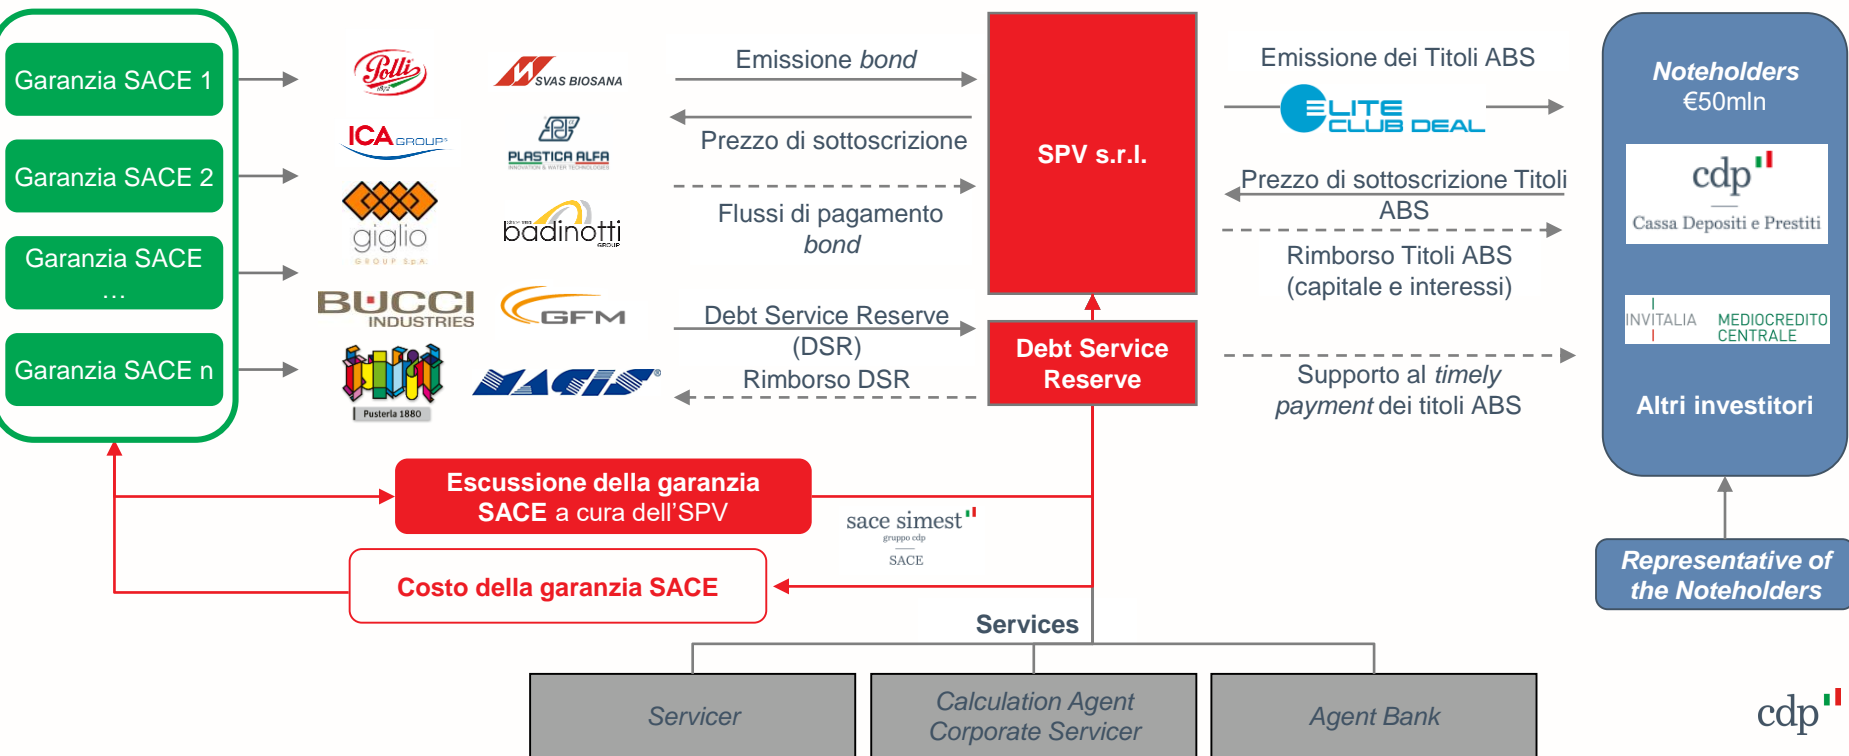 Garanzia SACE 1
Garanzia SACE 2
Garanzia SACE
...
Garanzia SACE n
Polli
1872
SVAS BIOSANA
ICA GROUP
PLASTICA ALFA
INNOVATION & WATER TECHNOLOGIES
giglio
GROUP S.p.A.
badinotti
GROUP
BUCCI
INDUSTRIES
GFM
Pusterla 1880
MAGIS®
Emissione bond
Prezzo di sottoscrizione
Flussi di pagamento
bond
Debt Service Reserve
(DSR)
Rimborso DSR
SPV s.r.l.
Debt Service
Reserve
Emissione dei Titoli ABS
ELITE
CLUB DEAL
Prezzo di sottoscrizione Titoli
ABS
Rimborso Titoli ABS
(capitale e interessi)
Supporto al timely
payment dei titoli ABS
Noteholders
€50mln
cdp
Cassa Depositi e Prestiti
INVITALIA
MEDIOCREDITO
CENTRALE
Altri investitori
Representative of
the Noteholders
Escussione della garanzia
SACE a cura dell'SPV
sace simest
gruppo cdp
SACE
Costo della garanzia SACE
Services
Servicer
Calculation Agent
Corporate Servicer
Agent Bank
cdp